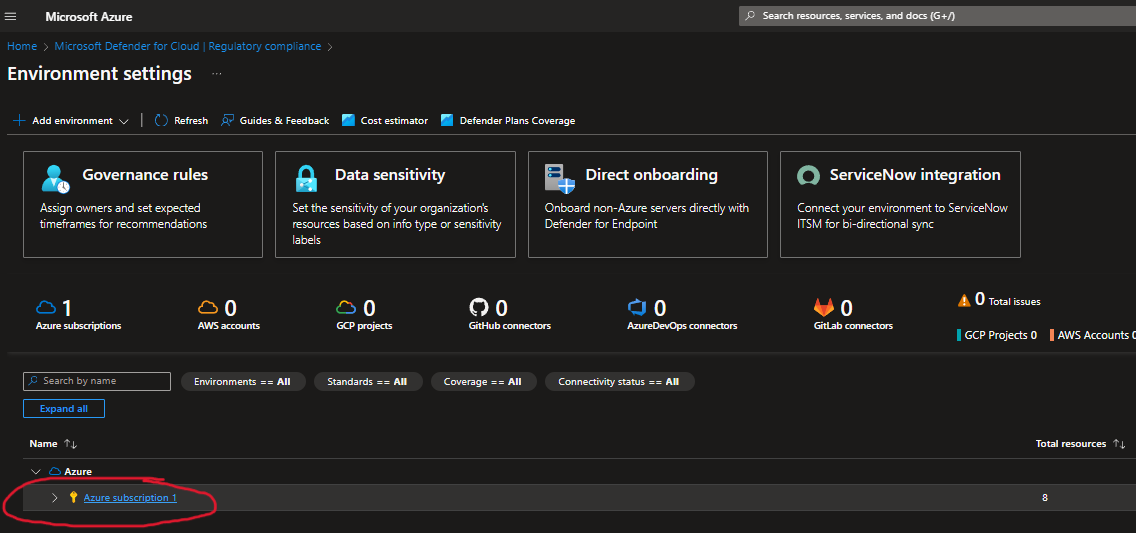 Microsoft Azure
Search resources, services, and docs (G+/)
Home > Microsoft Defender for Cloud | Regulatory compliance >
Environment settings ...
+ Add environment
Refresh
Guides & Feedback
Cost estimator
Defender Plans Coverage
Governance rules
Assign owners and set expected
timeframes for recommendations
Data sensitivity
Set the sensitivity of your organization's
resources based on info type or sensitivity
labels
Direct onboarding
Onboard non-Azure servers directly with
Defender for Endpoint
ServiceNow integration
Connect your environment to ServiceNow
ITSM for bi-directional sync
1
Azure subscriptions
0
AWS accounts
0
GCP projects
0
GitHub connectors
0
AzureDevOps connectors
0
GitLab connectors
0 Total issues
GCP Projects 0
AWS Accounts 0
Search by name
Environments == All
Standards == All
Coverage == All
Connectivity status == All
Expand all
Name ↑↓
Total resources ↑↓
Azure
Azure subscription 1
8